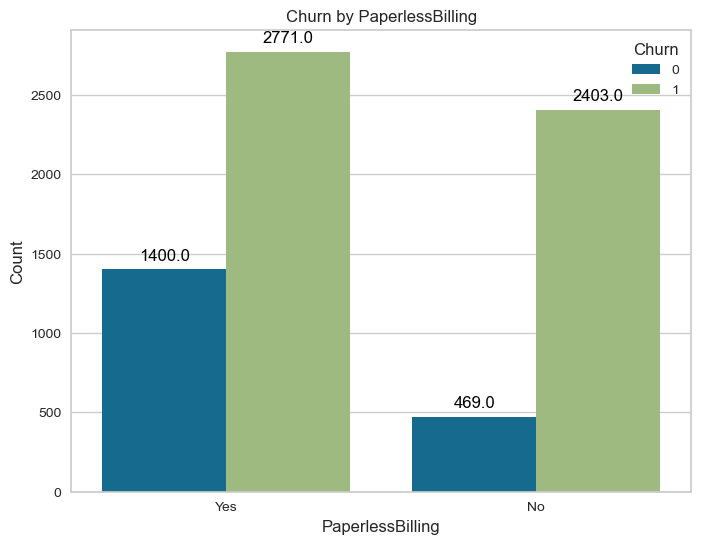 Churn by PaperlessBilling
2771.0
Churn
0
1
2403.0
2500
2000
1500
1400.0
1000
500
469.0
0
Yes
No
PaperlessBilling
Count